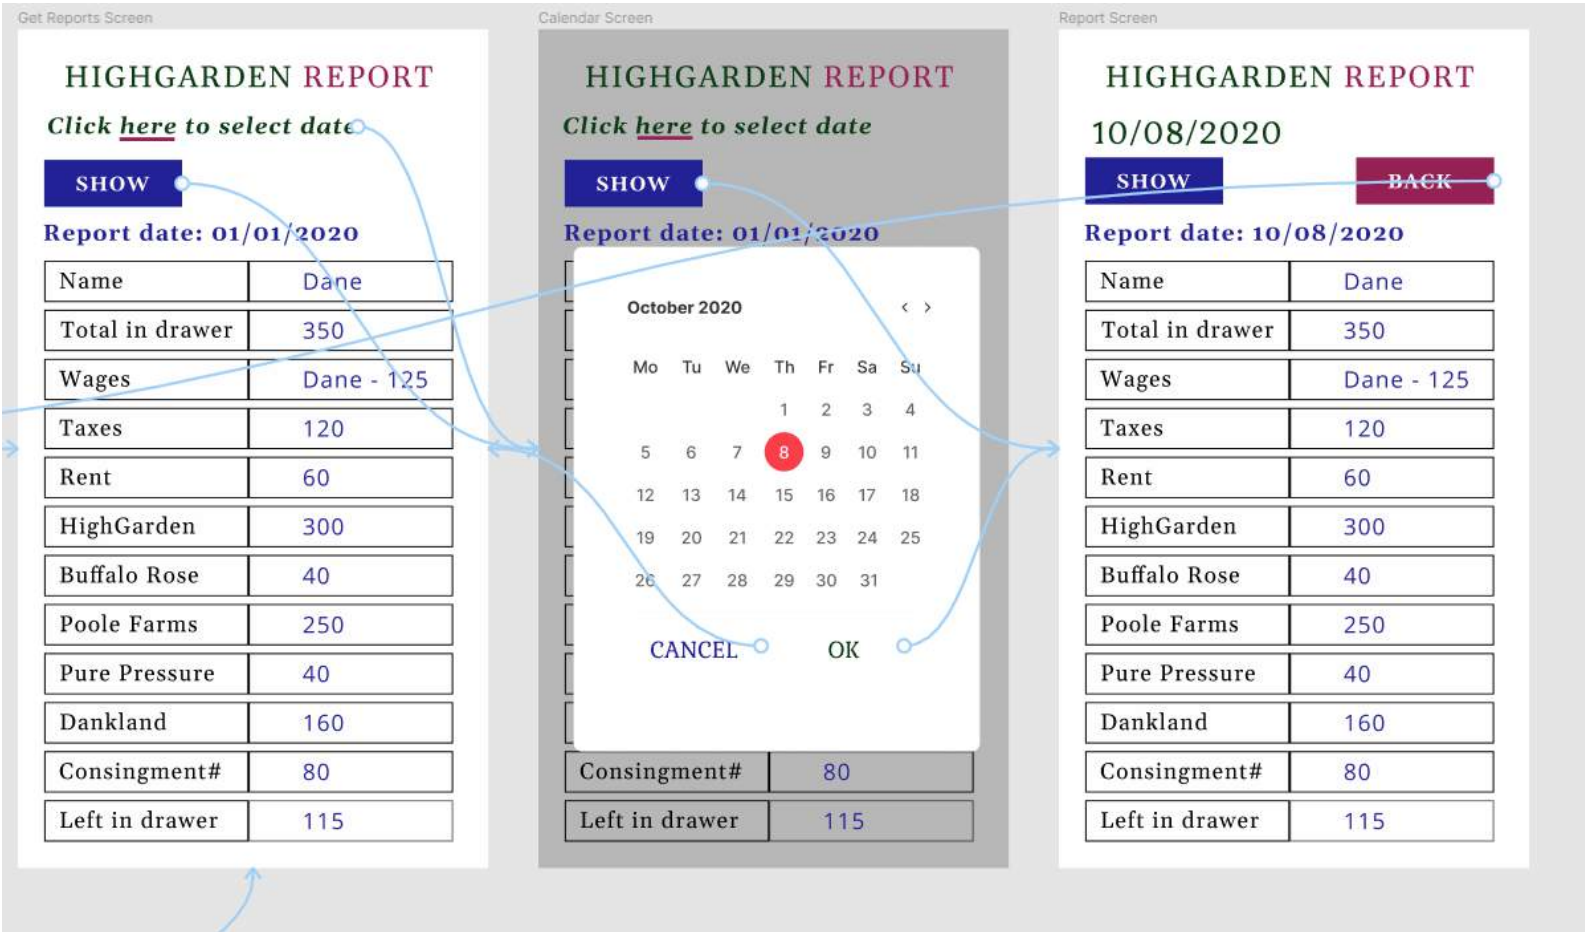 Get Reports Screen
HIGHGARDEN REPORT
Click here to select date
SHOW
Report date: 01/01/2020
Name Dane
Total in drawer 350
Wages Dane - 125
Taxes 120
Rent 60
HighGarden 300
Buffalo Rose 40
Poole Farms 250
Pure Pressure 40
Dankland 160
Consingment# 80
Left in drawer 115
Calendar Screen
HIGHGARDEN REPORT
Click here to select date
SHOW
Report date: 01/01/2020
October 2020 < >
Mo Tu We Th Fr Sa Su
1 2 3 4
5 6 7 8 9 10 11
12 13 14 15 16 17 18
19 20 21 22 23 24 25
26 27 28 29 30 31
CANCEL OK
Consingment# 80
Left in drawer 115
Report Screen
HIGHGARDEN REPORT
10/08/2020
SHOW BACK
Report date: 10/08/2020
Name Dane
Total in drawer 350
Wages Dane - 125
Taxes 120
Rent 60
HighGarden 300
Buffalo Rose 40
Poole Farms 250
Pure Pressure 40
Dankland 160
Consingment# 80
Left in drawer 115